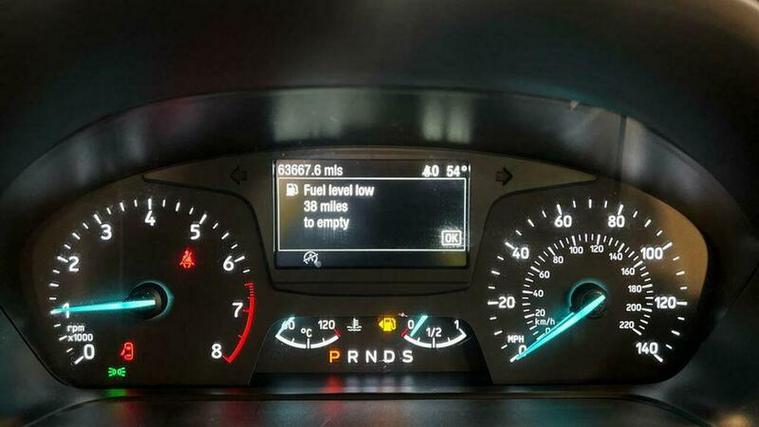 63667.6 mls
0 54°
Fuel level low
38 miles
to empty
OK
0 1 2 3 4 5 6 7 8
rpm
x1000
60 °C 120
0 1/2 1
P R N D S
0 20 40 60 80 100 120 140
MPH
20 40 60 80 100 120 140 160 180 200 220
km/h